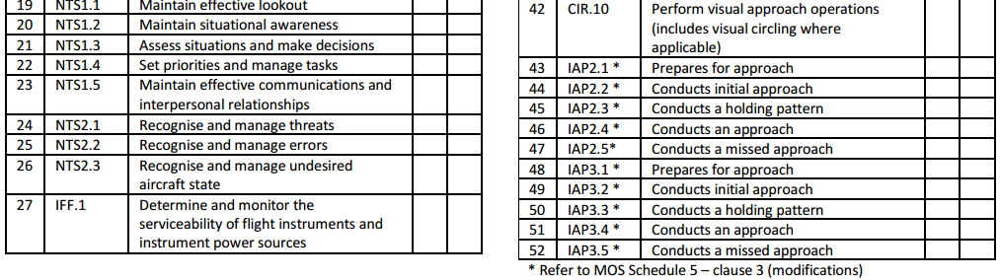 19 NTS1.1 Maintain effective lookout
20 NTS1.2 Maintain situational awareness
21 NTS1.3 Assess situations and make decisions
22 NTS1.4 Set priorities and manage tasks
23 NTS1.5 Maintain effective communications and
interpersonal relationships
24 NTS2.1 Recognise and manage threats
25 NTS2.2 Recognise and manage errors
26 NTS2.3 Recognise and manage undesired
aircraft state
27 IFF.1 Determine and monitor the
serviceability of flight instruments and
instrument power sources
42 CIR.10 Perform visual approach operations
(includes visual circling where
applicable)
43 IAP2.1 * Prepares for approach
44 IAP2.2 * Conducts initial approach
45 IAP2.3 * Conducts a holding pattern
46 IAP2.4 * Conducts an approach
47 IAP2.5* Conducts a missed approach
48 IAP3.1 * Prepares for approach
49 IAP3.2 * Conducts initial approach
50 IAP3.3 * Conducts a holding pattern
51 IAP3.4 * Conducts an approach
52 IAP3.5 * Conducts a missed approach
* Refer to MOS Schedule 5 – clause 3 (modifications)